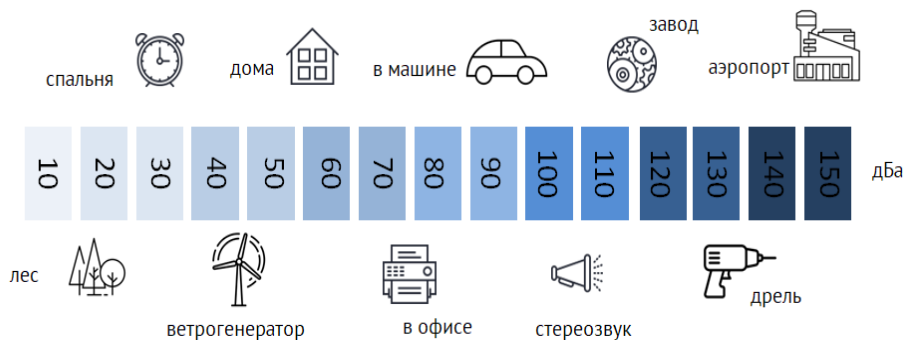 спальня
дома
в машине
завод
аэропорт
10 20 30 40 50 60 70 80 90 100 110 120 130 140 150 дБа
лес
ветрогенератор
в офисе
стереозвук
дрель